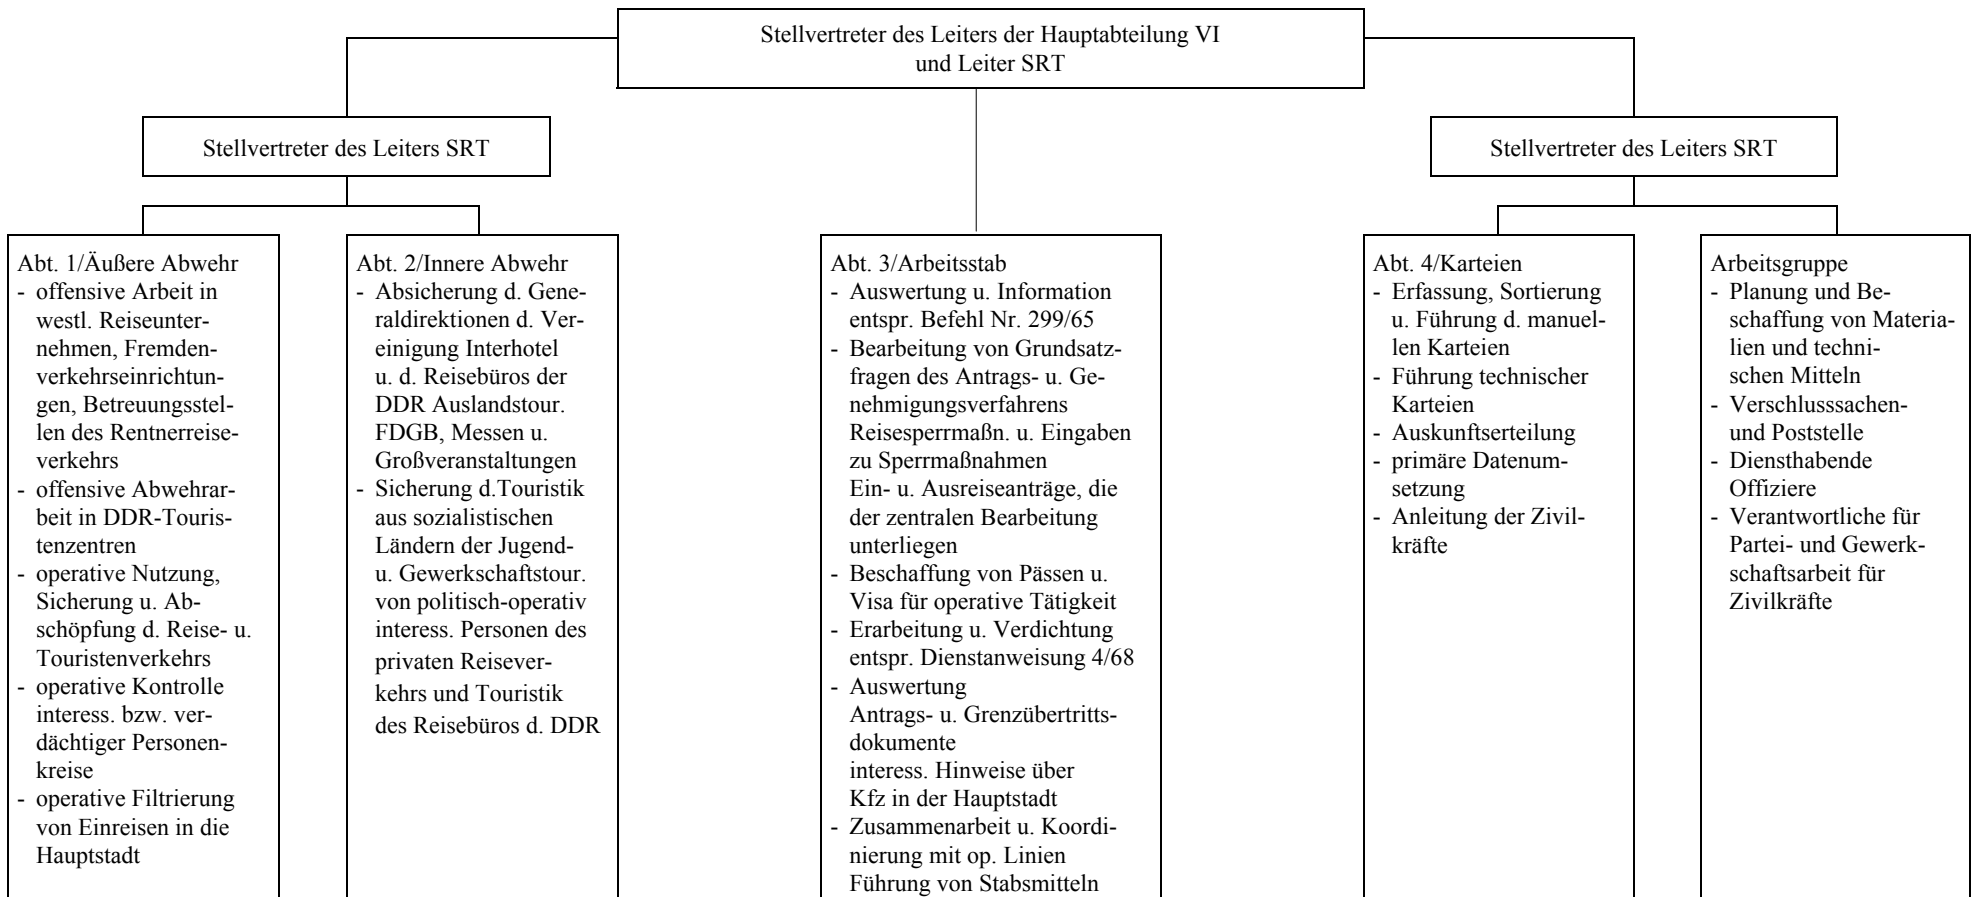 Stellvertreter des Leiters der Hauptabteilung VI
und Leiter SRT
Stellvertreter des Leiters SRT
Stellvertreter des Leiters SRT
Abt. 1/Äußere Abwehr
- offensive Arbeit in
westl. Reiseunter-
nehmen, Fremden-
verkehrseinrichtun-
gen, Betreuungsstel-
len des Rentnerreise-
verkehrs
- offensive Abwehrar-
beit in DDR-Touris-
tenzentren
- operative Nutzung,
Sicherung u. Ab-
schöpfung d. Reise- u.
Touristenverkehrs
- operative Kontrolle
interess. bzw. ver-
dächtiger Personen-
kreise
- operative Filtrierung
von Einreisen in die
Hauptstadt
Abt. 2/Innere Abwehr
- Absicherung d. Gene-
raldirektionen d. Ver-
einigung Interhotel
u. d. Reisebüros der
DDR Auslandstour.
FDGB, Messen u.
Großveranstaltungen
- Sicherung d.Touristik
aus sozialistischen
Ländern der Jugend-
u. Gewerkschaftstour.
von politisch-operativ
interess. Personen des
privaten Reisever-
kehrs und Touristik
des Reisebüros d. DDR
Abt. 3/Arbeitsstab
- Auswertung u. Information
entspr. Befehl Nr. 299/65
- Bearbeitung von Grundsatz-
fragen des Antrags- u. Ge-
nehmigungsverfahrens
Reisesperrmaßn. u. Eingaben
zu Sperrmaßnahmen
Ein- u. Ausreiseanträge, die
der zentralen Bearbeitung
unterliegen
- Beschaffung von Pässen u.
Visa für operative Tätigkeit
- Erarbeitung u. Verdichtung
entspr. Dienstanweisung 4/68
- Auswertung
Antrags- u. Grenzübertritts-
dokumente
interess. Hinweise über
Kfz in der Hauptstadt
- Zusammenarbeit u. Koordi-
nierung mit op. Linien
Führung von Stabsmitteln
Abt. 4/Karteien
- Erfassung, Sortierung
u. Führung d. manuel-
len Karteien
- Führung technischer
Karteien
- Auskunftserteilung
- primäre Datenum-
setzung
- Anleitung der Zivil-
kräfte
Arbeitsgruppe
- Planung und Be-
schaffung von Materia-
lien und techni-
schen Mitteln
- Verschlusssachen-
und Poststelle
- Diensthabende
Offiziere
- Verantwortliche für
Partei- und Gewerk-
schaftsarbeit für
Zivilkräfte